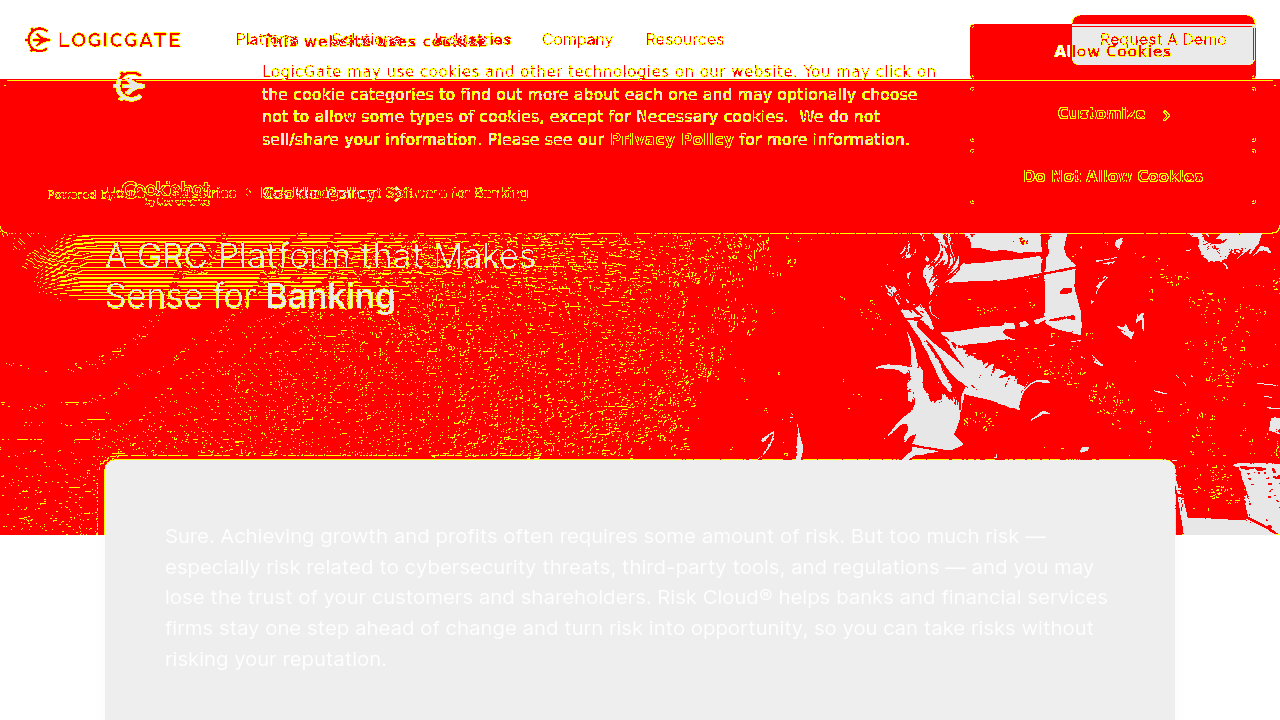 LOGICGATE
Platform Solutions Industries Company Resources
Request A Demo
This website uses cookies
LogicGate may use cookies and other technologies on our website. You may click on
the cookie categories to find out more about each one and may optionally choose
not to allow some types of cookies, except for Necessary cookies. We do not
sell/share your information. Please see our Privacy Policy for more information.
Allow Cookies
Customize
Do Not Allow Cookies
Powered by Cookiebot
Cookie Policy
Software for Banking
A GRC Platform that Makes
Sense for Banking
Sure. Achieving growth and profits often requires some amount of risk. But too much risk —
especially risk related to cybersecurity threats, third-party tools, and regulations — and you may
lose the trust of your customers and shareholders. Risk Cloud® helps banks and financial services
firms stay one step ahead of change and turn risk into opportunity, so you can take risks without
risking your reputation.